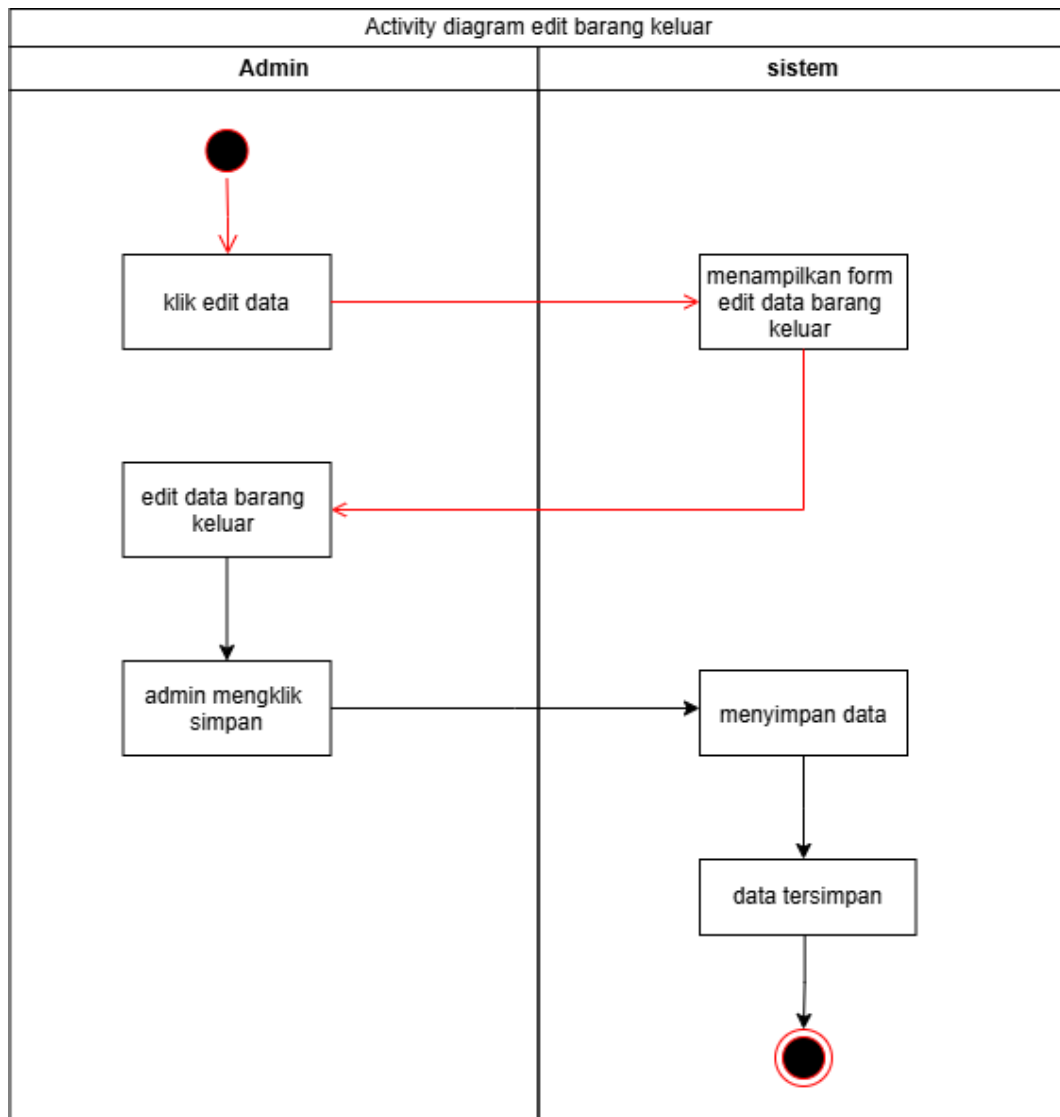 Activity diagram edit barang keluar
Admin
sistem
klik edit data
menampilkan form
edit data barang
keluar
edit data barang
keluar
admin mengklik
simpan
menyimpan data
data tersimpan